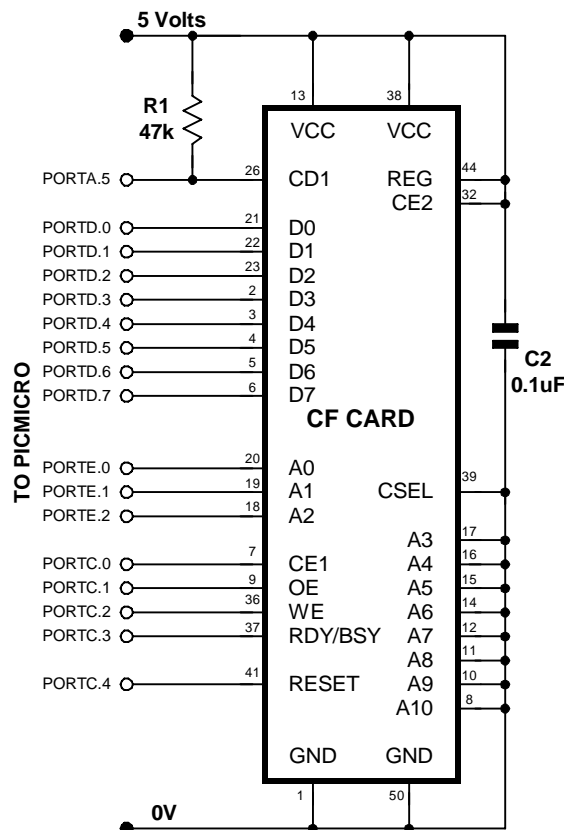 5 Volts
13 38
R1
47k
VCC VCC
PORTA.5 26 CD1 REG 44
CE2 32
PORTD.0 21 D0
PORTD.1 22 D1
PORTD.2 23 D2
PORTD.3 2 D3
PORTD.4 3 D4
PORTD.5 4 D5
C2
0.1uF
PORTD.6 5 D6
PORTD.7 6 D7
CF CARD
TO PICMICRO
PORTE.0 20 A0
PORTE.1 19 A1 CSEL 39
PORTE.2 18 A2
A3 17
PORTC.0 7 CE1 A4 16
PORTC.1 9 OE A5 15
PORTC.2 36 WE A6 14
PORTC.3 37 RDY/BSY A7 12
A8 11
PORTC.4 41 RESET A9 10
A10 8
GND GND
1 50
0V